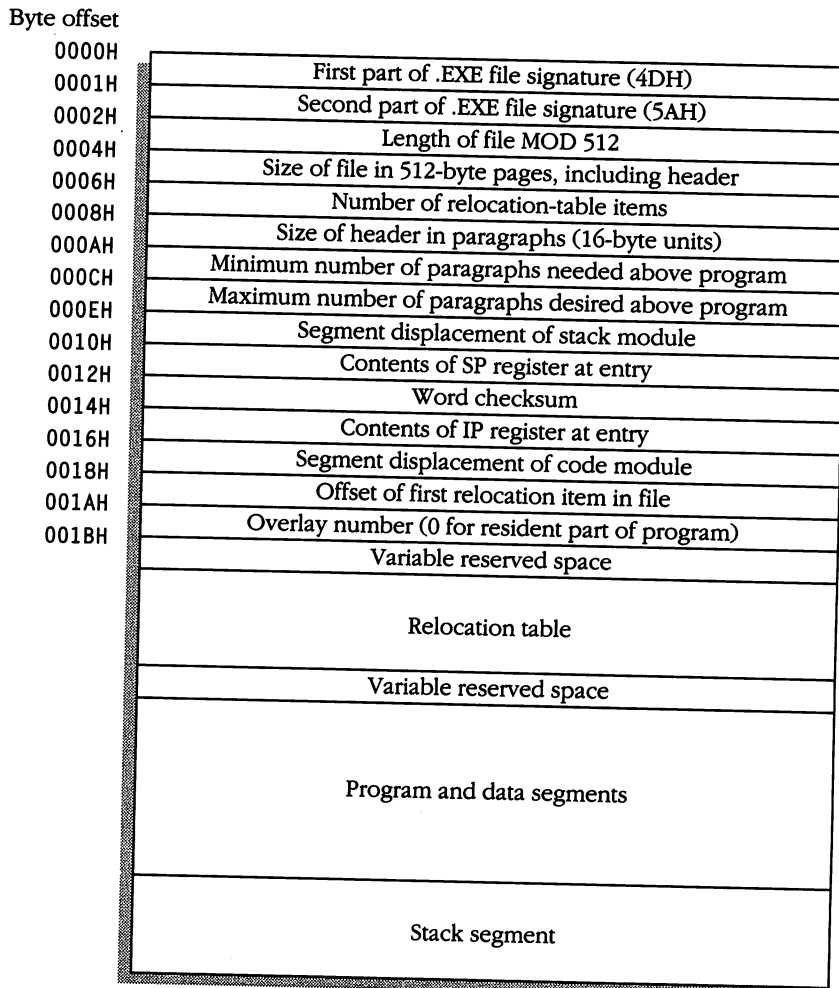 Byte offset
0000H
First part of .EXE file signature (4DH)
0001H
Second part of .EXE file signature (5AH)
0002H
Length of file MOD 512
0004H
Size of file in 512-byte pages, including header
0006H
Number of relocation-table items
0008H
Size of header in paragraphs (16-byte units)
000AH
Minimum number of paragraphs needed above program
000CH
Maximum number of paragraphs desired above program
000EH
Segment displacement of stack module
0010H
Contents of SP register at entry
0012H
Word checksum
0014H
Contents of IP register at entry
0016H
Segment displacement of code module
0018H
Offset of first relocation item in file
001AH
Overlay number (0 for resident part of program)
001BH
Variable reserved space
Relocation table
Variable reserved space
Program and data segments
Stack segment